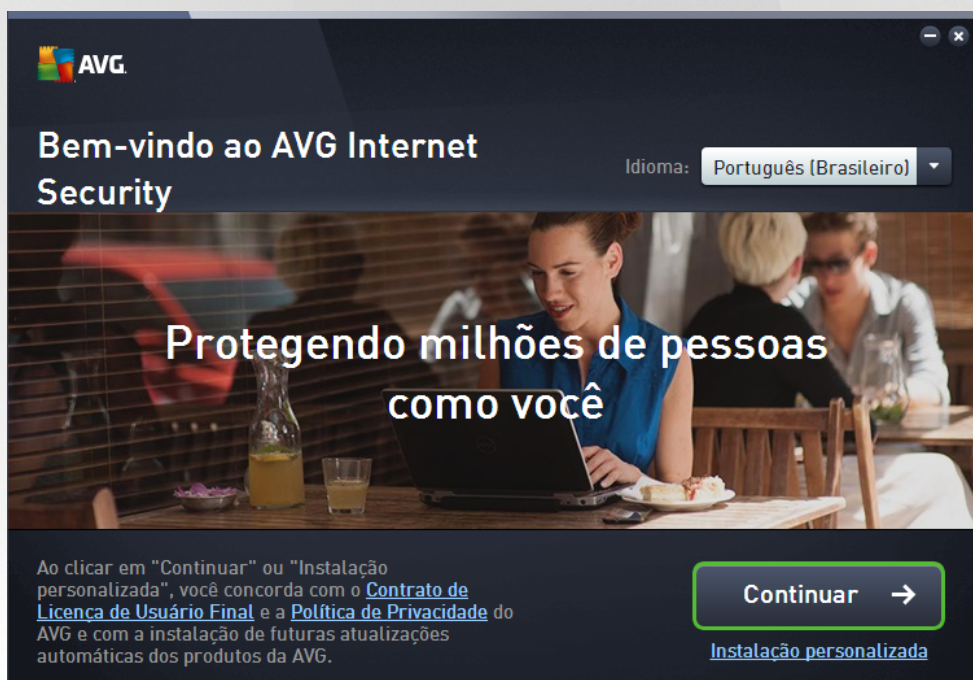 AVG.
Bem-vindo ao AVG Internet
Security
Idioma: Português (Brasileiro)
Protegendo milhões de pessoas
como você
Ao clicar em "Continuar" ou "Instalação
personalizada", você concorda com o Contrato de
Licença de Usuário Final e a Política de Privacidade do
AVG e com a instalação de futuras atualizações
automáticas dos produtos da AVG.
Continuar
Instalação personalizada